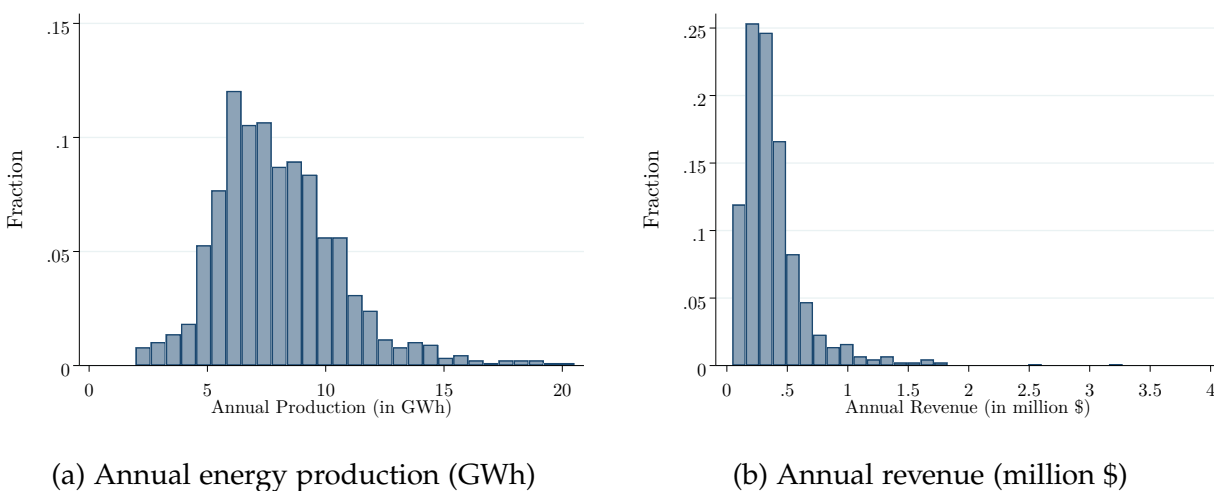 .15
.1
.05
0
Fraction
0 5 10 15 20
Annual Production (in GWh)
(a) Annual energy production (GWh)
.25
.2
.15
.1
.05
0
Fraction
0 .5 1 1.5 2 2.5 3 3.5 4
Annual Revenue (in million $)
(b) Annual revenue (million $)